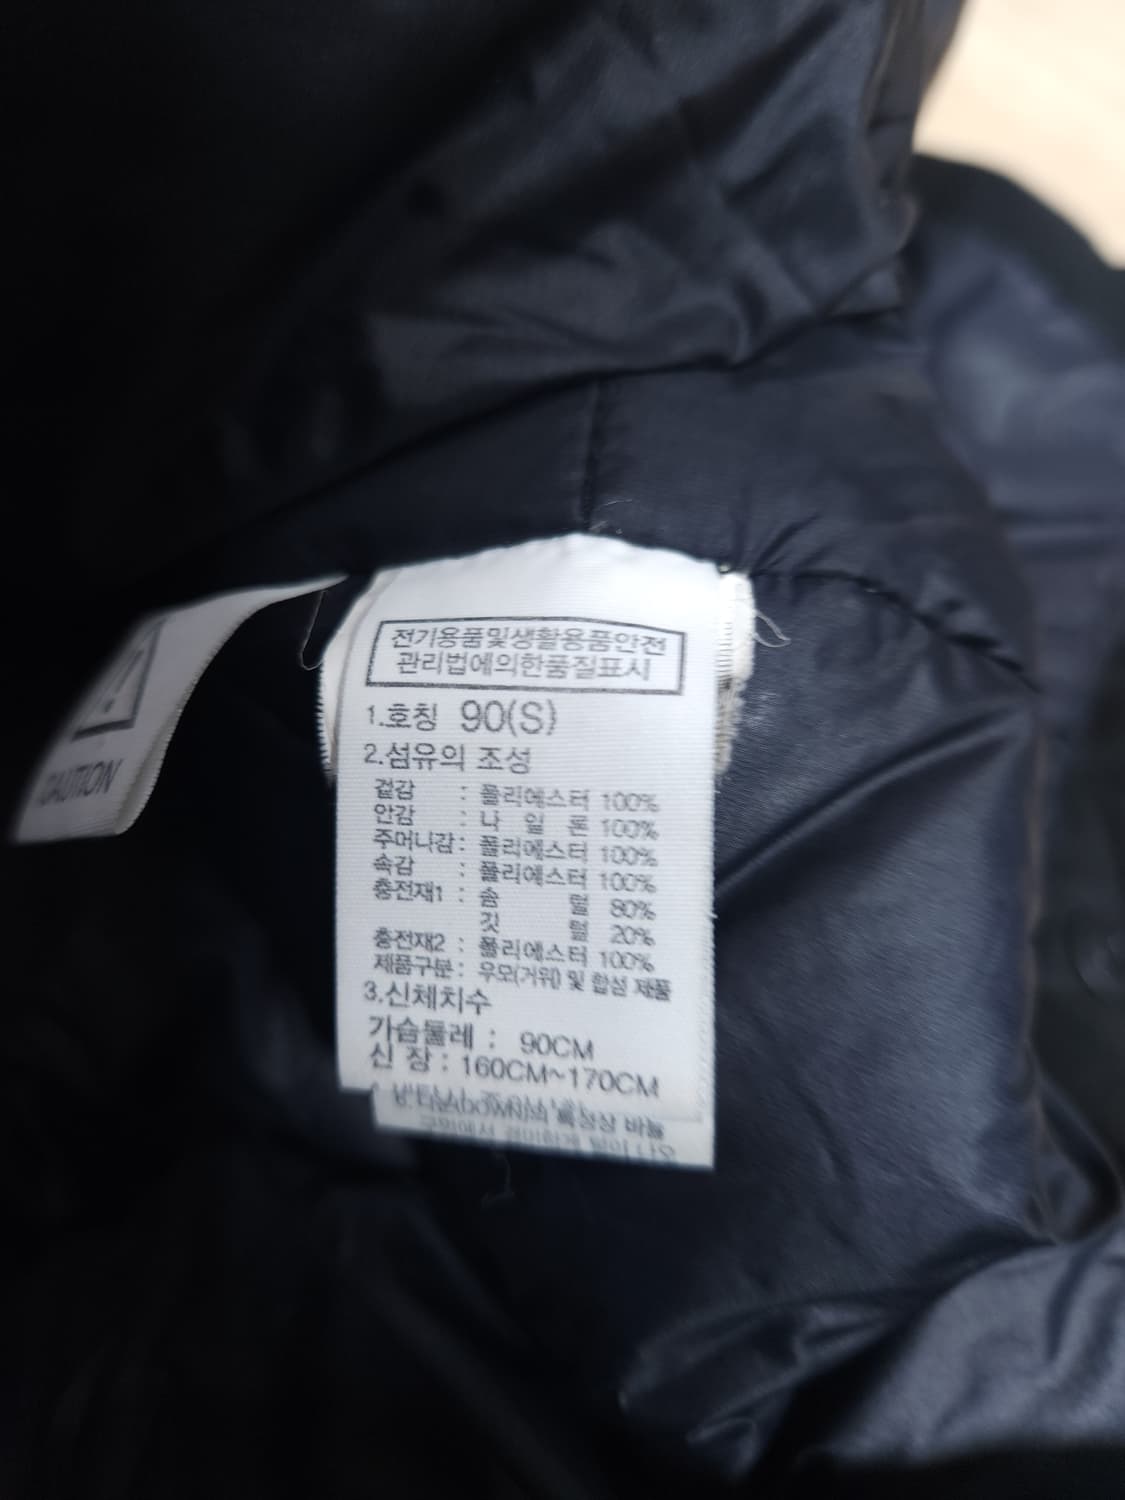 전기용품및생활용품안전
관리법에의한품질표시
1.호칭 90(S)
2.섬유의 조성
겉감 : 폴리에스터 100%
안감 : 나 일 론 100%
주머니감 : 폴리에스터 100%
속감 : 폴리에스터 100%
충전재1 : 솜 털 80%
깃 털 20%
충전재2 : 폴리에스터 100%
제품구분 : 우모(거위) 및 합성 제품
3.신체치수
가슴둘레 : 90CM
신 장 : 160CM~170CM
특성상 바늘
CAUTION